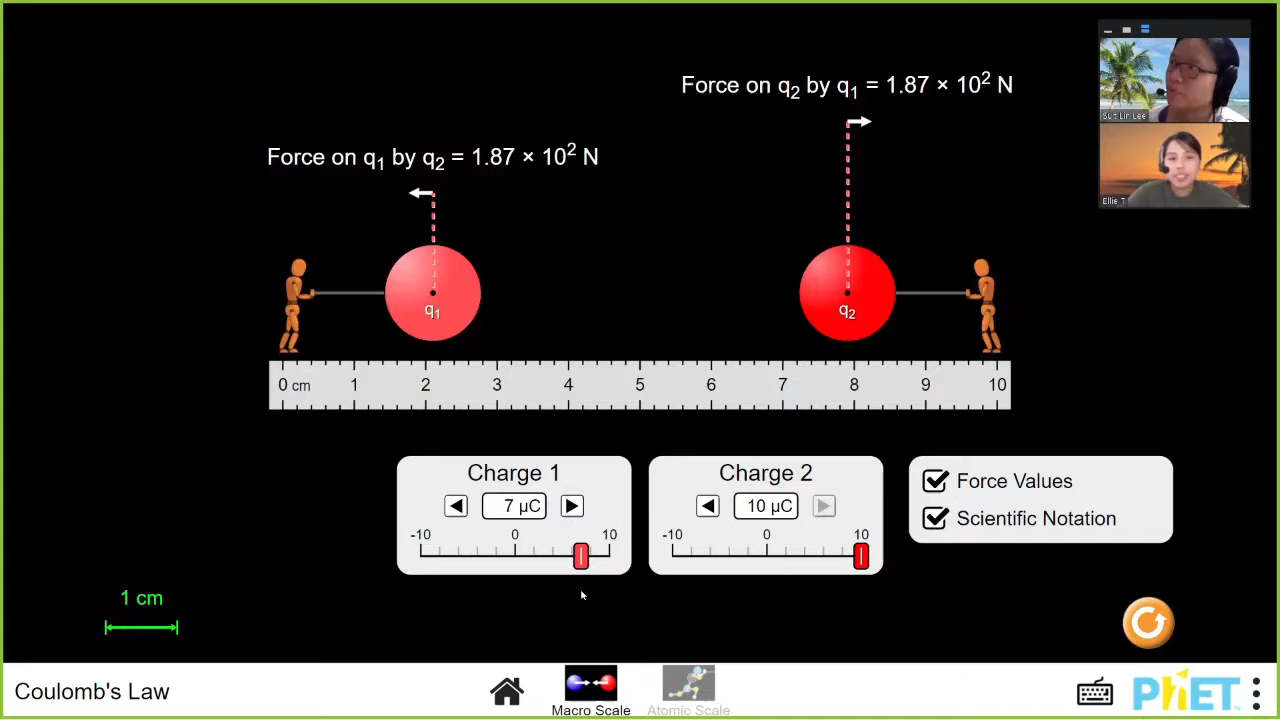 Force on q2 by q1 = 1.87 × 10^2 N
Force on q1 by q2 = 1.87 × 10^2 N
Ellie T
q1
q2
0 cm 1 2 3 4 5 6 7 8 9 10
Charge 1
7 μC
-10 0 10
Charge 2
10 μC
-10 0 10
Force Values
Scientific Notation
1 cm
Coulomb's Law
Macro Scale
Atomic Scale
PhET